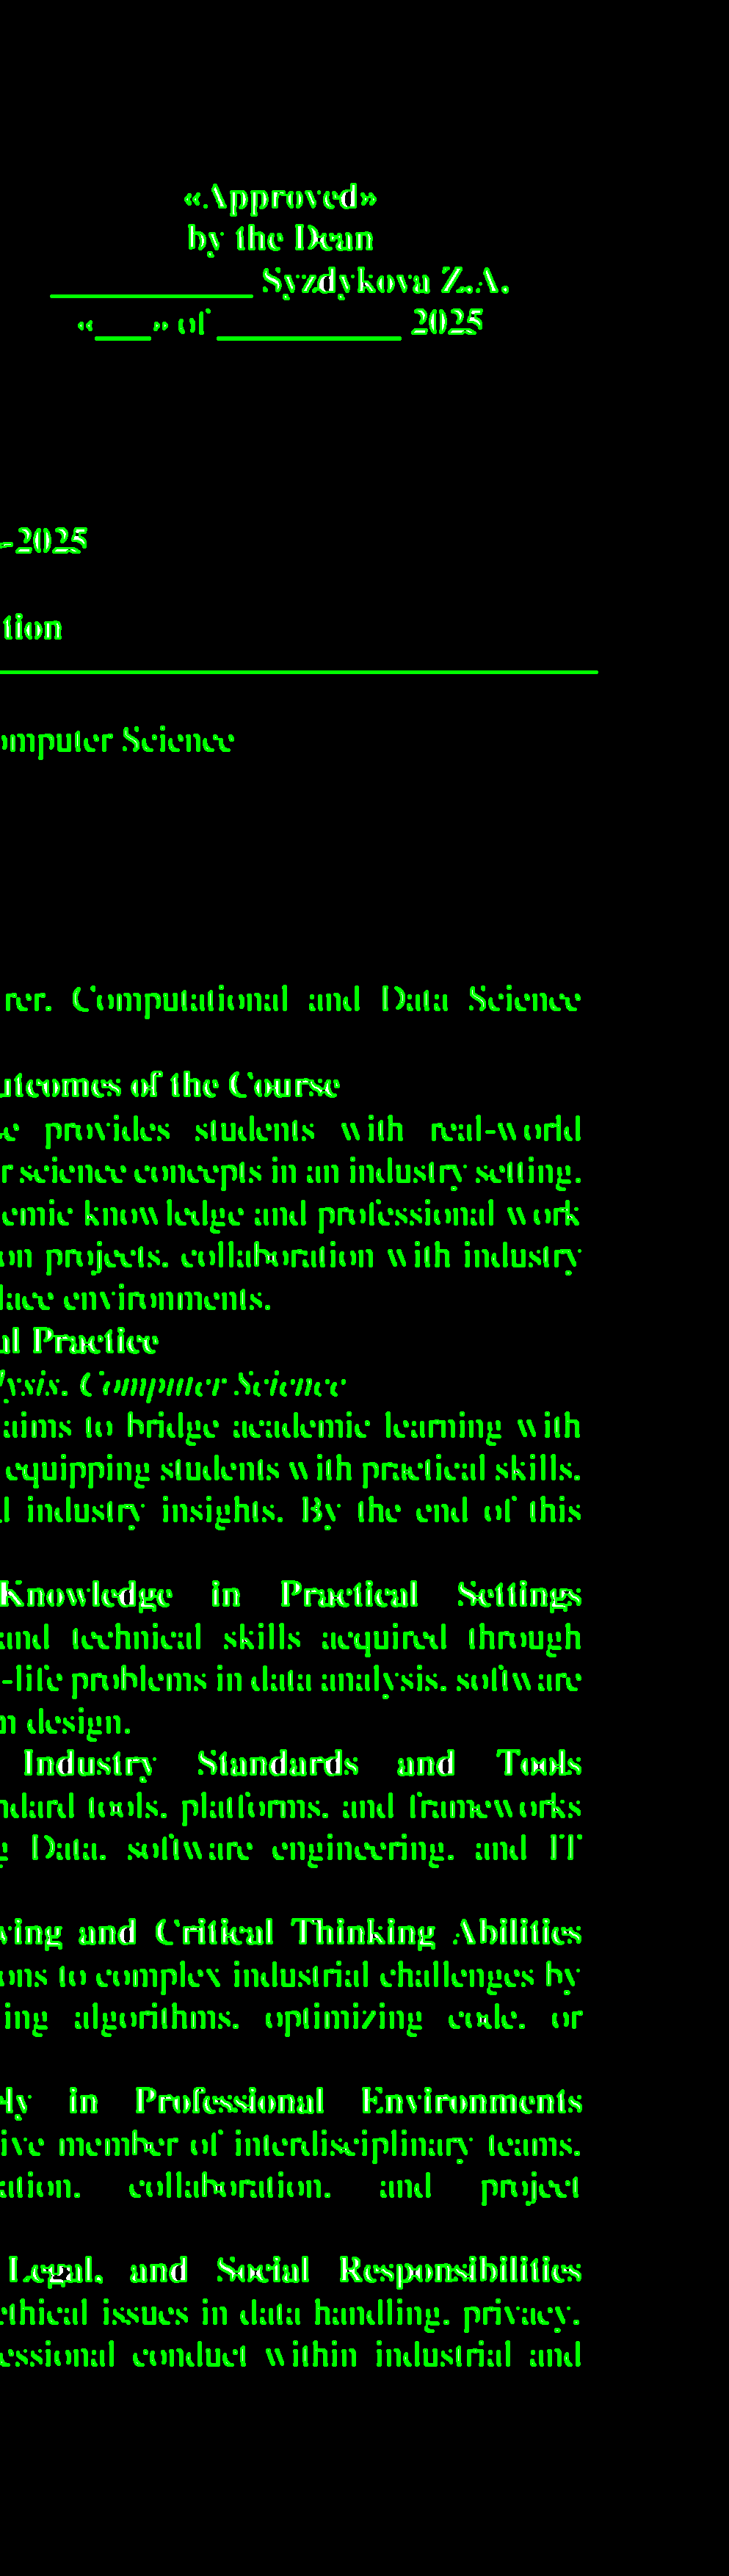 «Approved»
by the Dean
______________ Syzdykova Z.A.
«____» of _____________ 2025
-2025
tion
omputer Science
rer, Computational and Data Science
utcomes of the Course
se provides students with real-world
r science concepts in an industry setting.
emic knowledge and professional work
on projects, collaboration with industry
lace environments.
al Practice
lysis, Computer Science
aims to bridge academic learning with
equipping students with practical skills,
d industry insights. By the end of this
Knowledge in Practical Settings
and technical skills acquired through
-life problems in data analysis, software
n design.
Industry Standards and Tools
ndard tools, platforms, and frameworks
g Data, software engineering, and IT
ving and Critical Thinking Abilities
ons to complex industrial challenges by
ing algorithms, optimizing code, or
ely in Professional Environments
ive member of interdisciplinary teams,
ation, collaboration, and project
Legal, and Social Responsibilities
ethical issues in data handling, privacy,
essional conduct within industrial and